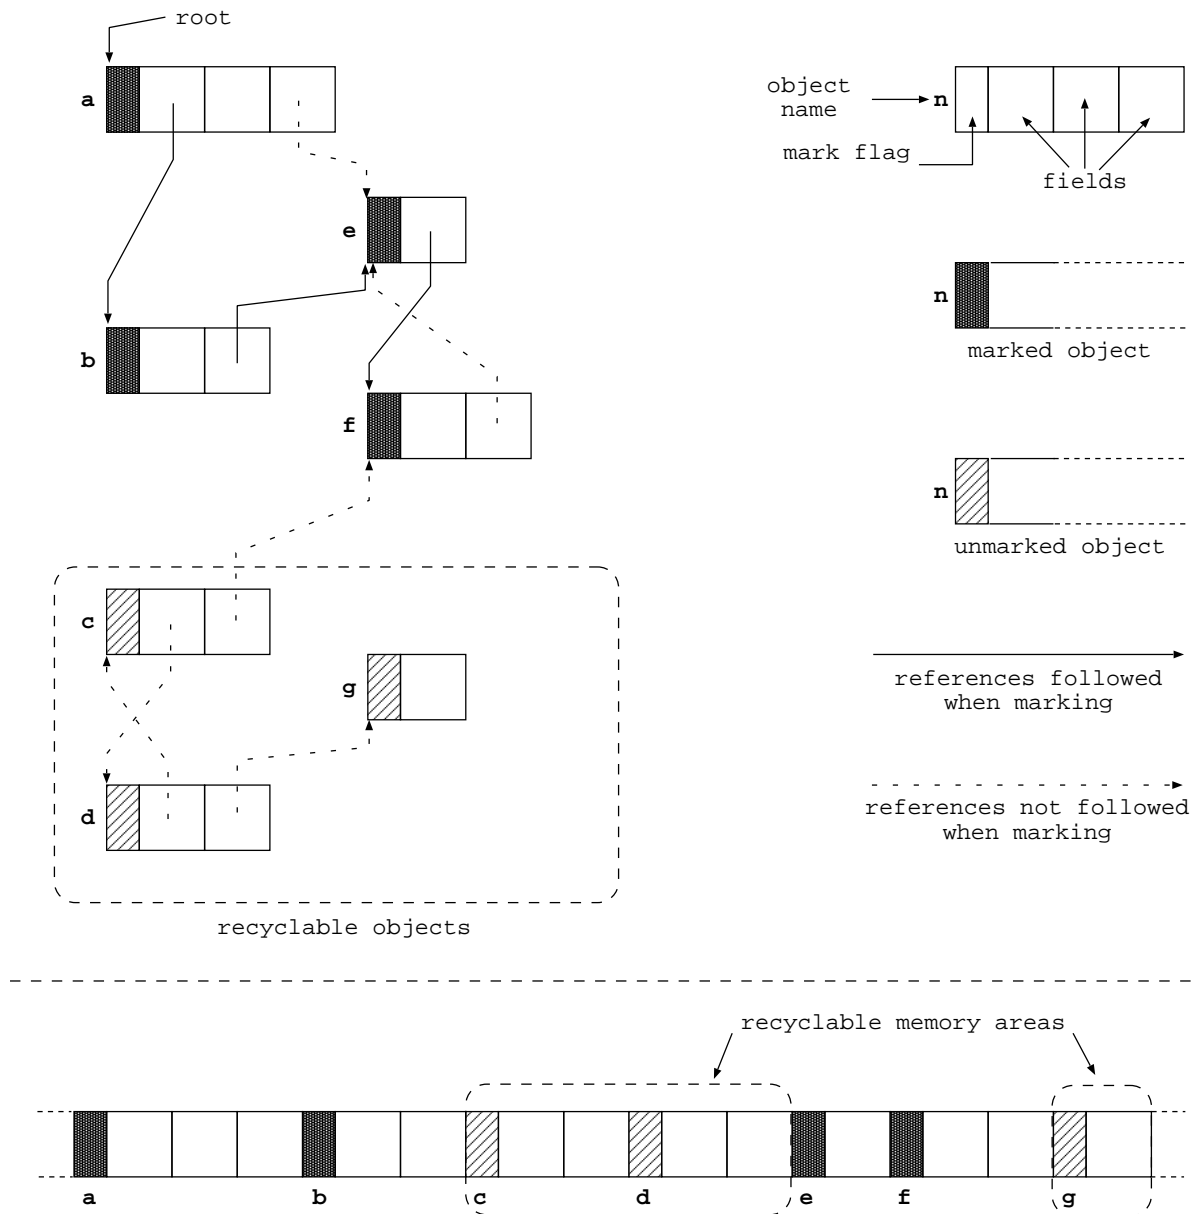 root
a
object
name
n
mark flag
fields
e
n
b
marked object
f
n
unmarked object
c
g
references followed
when marking
d
references not followed
when marking
recyclable objects
recyclable memory areas
a b c d e f g